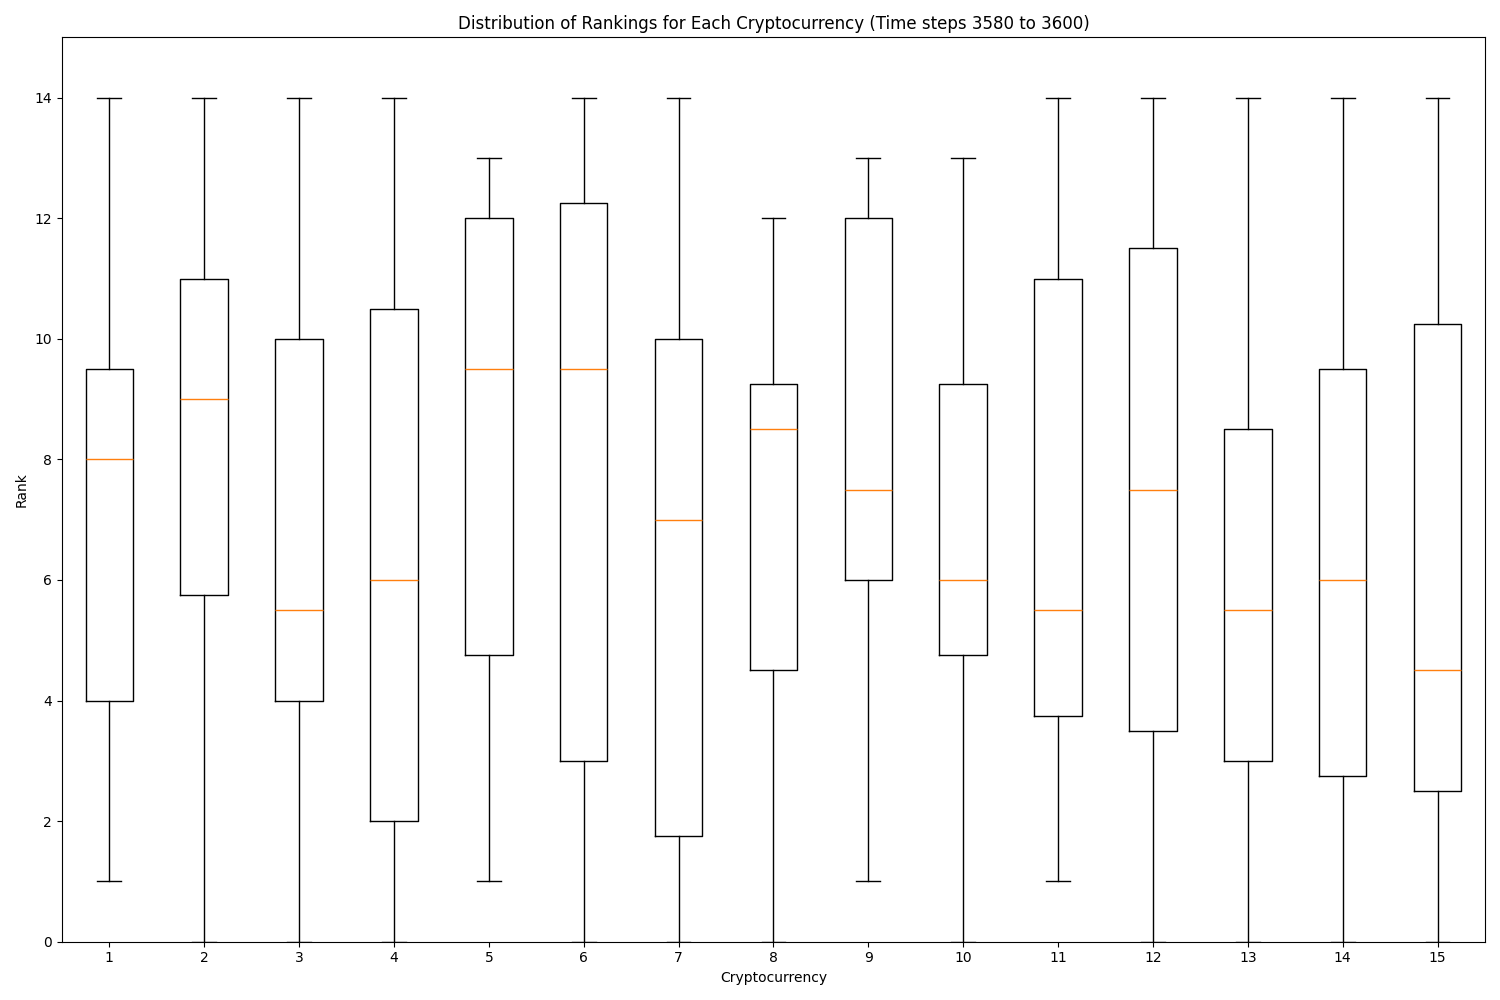 Distribution of Rankings for Each Cryptocurrency (Time steps 3580 to 3600)
Rank
14
12
10
8
6
4
2
0
1 2 3 4 5 6 7 8 9 10 11 12 13 14 15
Cryptocurrency